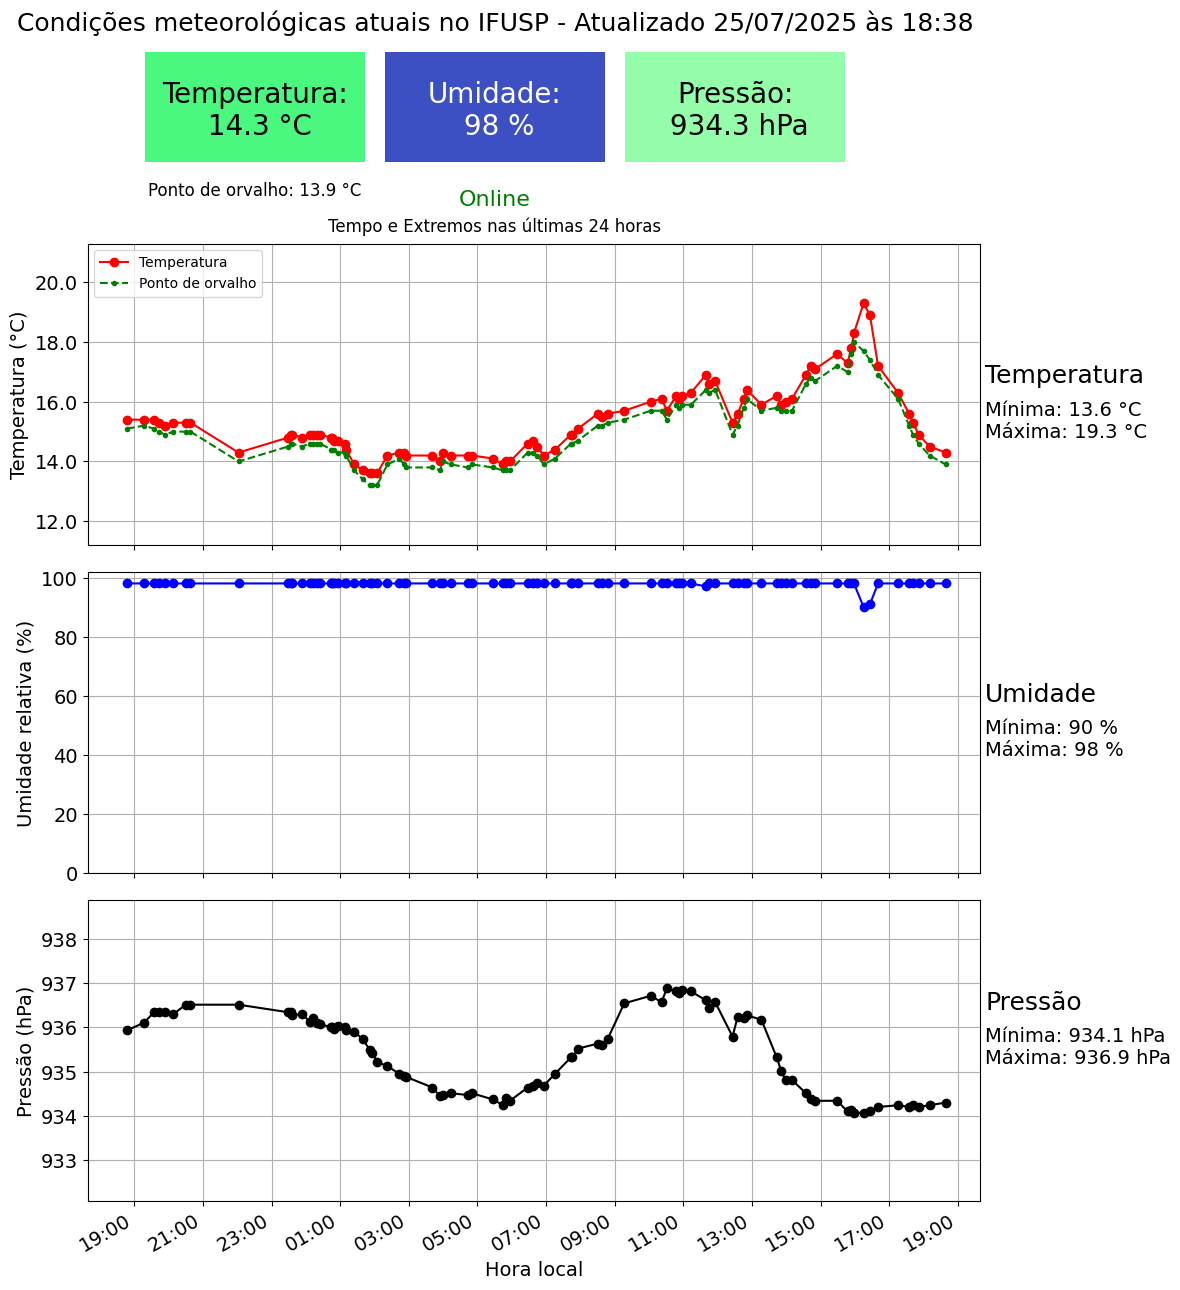 Condições meteorológicas atuais no IFUSP - Atualizado 25/07/2025 às 18:38
Temperatura:
14.3 °C
Umidade:
98 %
Pressão:
934.3 hPa
Ponto de orvalho: 13.9 °C
Online
Tempo e Extremos nas últimas 24 horas
Temperatura
Ponto de orvalho
Temperatura (°C)
20.0
18.0
16.0
14.0
12.0
Temperatura
Mínima: 13.6 °C
Máxima: 19.3 °C
Umidade relativa (%)
100
80
60
40
20
0
Umidade
Mínima: 90 %
Máxima: 98 %
Pressão (hPa)
938
937
936
935
934
933
Pressão
Mínima: 934.1 hPa
Máxima: 936.9 hPa
19:00 21:00 23:00 01:00 03:00 05:00 07:00 09:00 11:00 13:00 15:00 17:00 19:00
Hora local